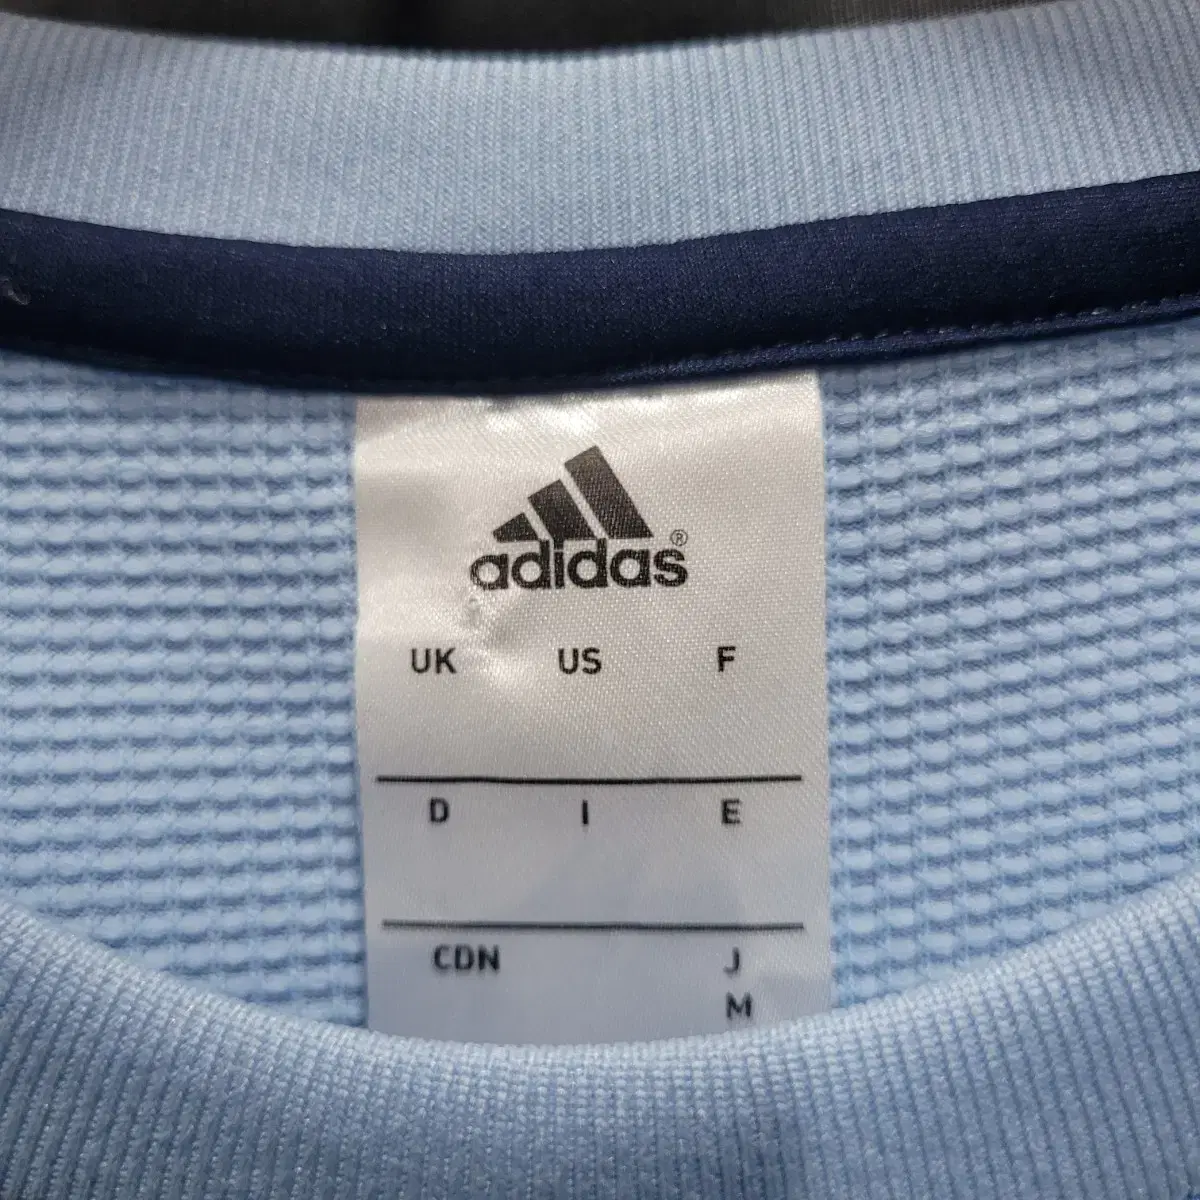 adidas®
UK US F
D I E
CDN J
M